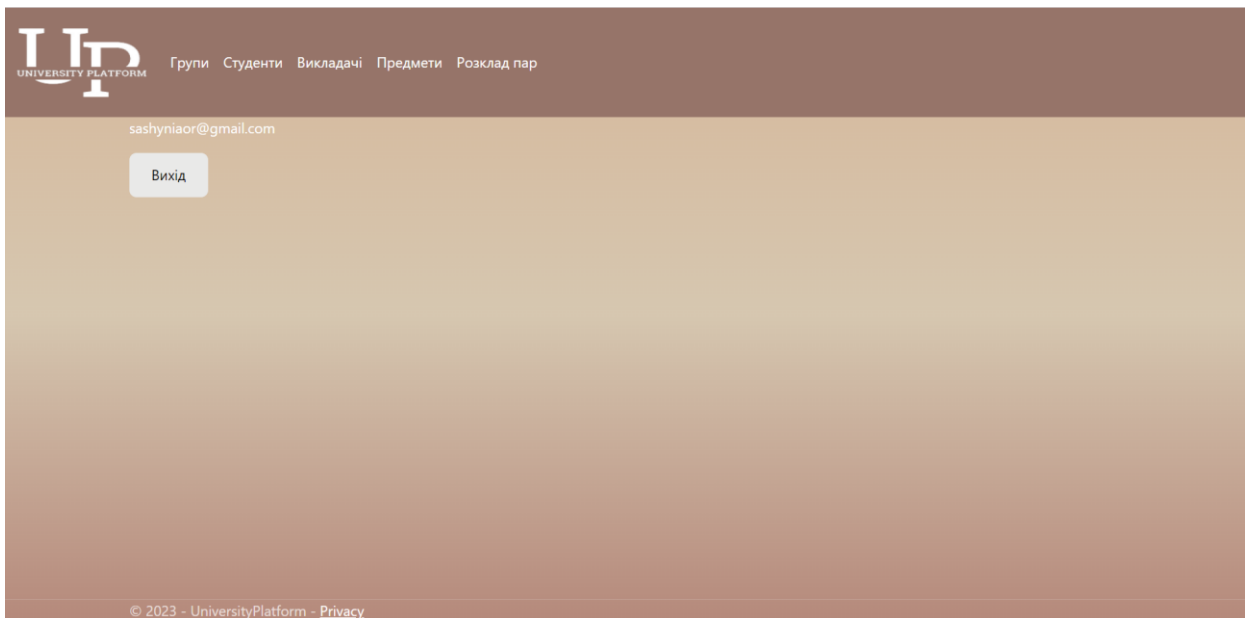 UP
UNIVERSITY PLATFORM
Групи Студенти Викладачі Предмети Розклад пар
sashyniaor@gmail.com
Вихід
© 2023 - UniversityPlatform - Privacy